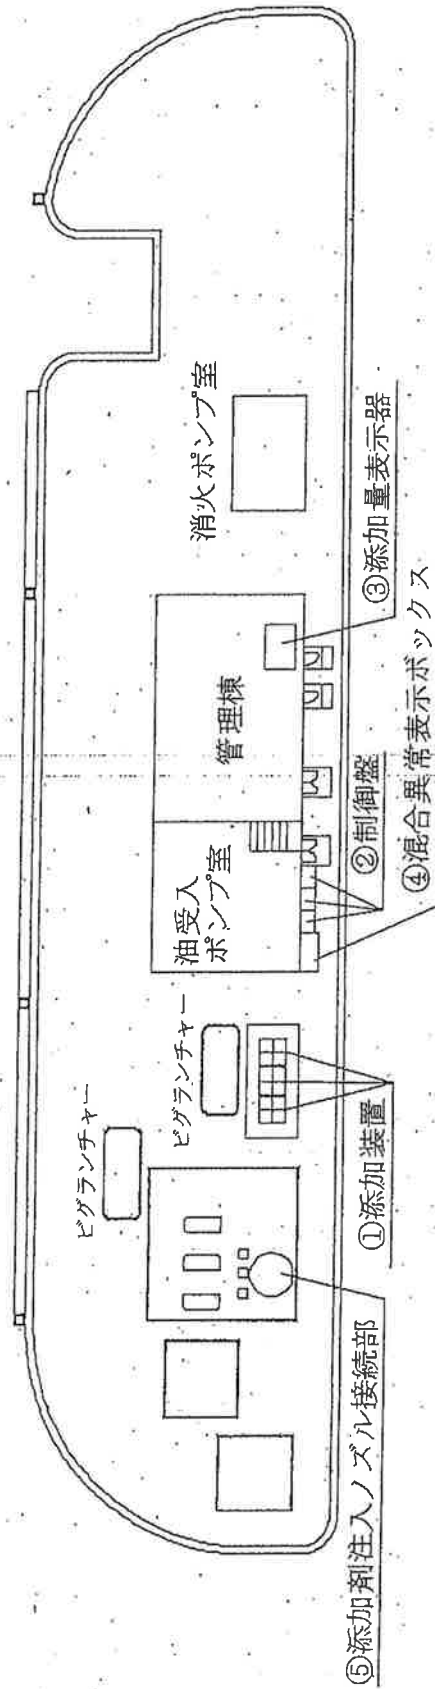 ピグランチャー
ピグランチャー
油受入
ポンプ室
管理棟
消火ポンプ室
⑤添加剤注入ノズル接続部
①添加装置
②制御盤
④混合異常表示ボックス
③添加量表示器